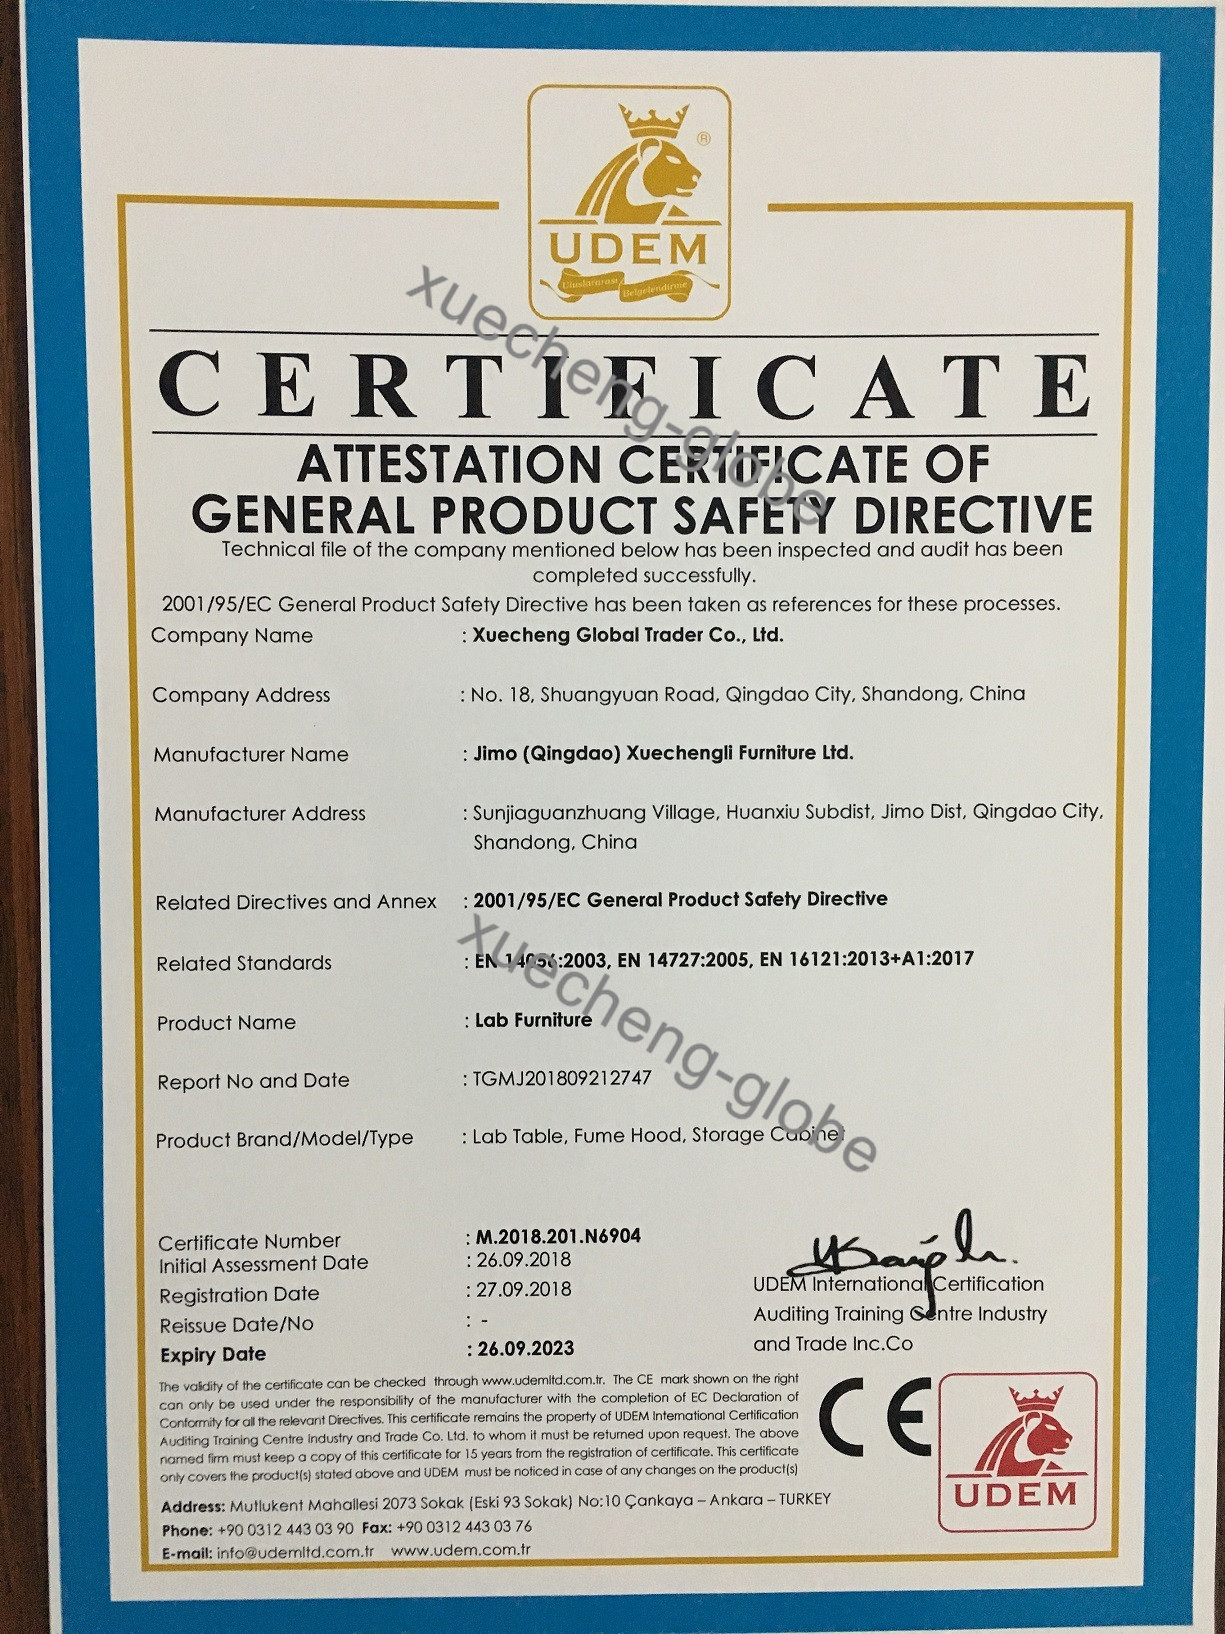 ®
UDEM
Uluslararası Belgelendirme
CERTIFICATE
ATTESTATION CERTIFICATE OF
GENERAL PRODUCT SAFETY DIRECTIVE
Technical file of the company mentioned below has been inspected and audit has been
completed successfully.
2001/95/EC General Product Safety Directive has been taken as references for these processes.
Company Name : Xuecheng Global Trader Co., Ltd.
Company Address : No. 18, Shuangyuan Road, Qingdao City, Shandong, China
Manufacturer Name : Jimo (Qingdao) Xuechengli Furniture Ltd.
Manufacturer Address : Sunjiaguanzhuang Village, Huanxiu Subdist, Jimo Dist, Qingdao City,
Shandong, China
Related Directives and Annex : 2001/95/EC General Product Safety Directive
Related Standards : EN 14056:2003, EN 14727:2005, EN 16121:2013+A1:2017
Product Name : Lab Furniture
Report No and Date : TGMJ201809212747
Product Brand/Model/Type : Lab Table, Fume Hood, Storage Cabinet
Certificate Number : M.2018.201.N6904
Initial Assessment Date : 26.09.2018
Registration Date : 27.09.2018
Reissue Date/No : -
Expiry Date : 26.09.2023
UDEM International Certification
Auditing Training Centre Industry
and Trade Inc.Co
The validity of the certificate can be checked through www.udemltd.com.tr. The CE mark shown on the right
can only be used under the responsibility of the manufacturer with the completion of EC Declaration of
Conformity for all the relevant Directives. This certificate remains the property of UDEM International Certification
Auditing Training Centre Industry and Trade Co. Ltd. to whom it must be returned upon request. The above
named firm must keep a copy of this certificate for 15 years from the registration of certificate. This certificate
only covers the product(s) stated above and UDEM must be noticed in case of any changes on the product(s)
CE
UDEM
Address: Mutlukent Mahallesi 2073 Sokak (Eski 93 Sokak) No:10 Çankaya – Ankara – TURKEY
Phone: +90 0312 443 03 90 Fax: +90 0312 443 03 76
E-mail: info@udemltd.com.tr www.udem.com.tr
xuecheng-globe
xuecheng-globe